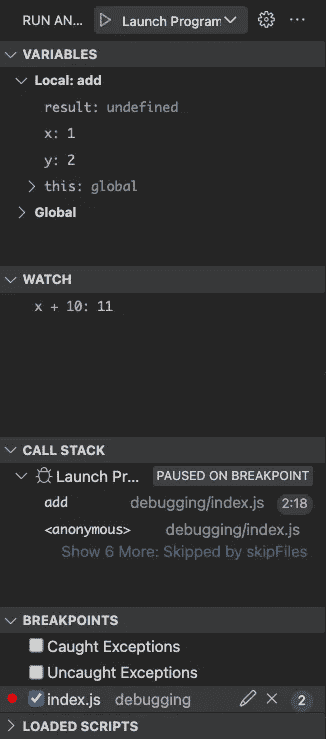 RUN AN... Launch Program
VARIABLES
Local: add
result: undefined
x: 1
y: 2
this: global
Global
WATCH
x + 10: 11
CALL STACK
Launch Pr... PAUSED ON BREAKPOINT
add debugging/index.js 2:18
<anonymous> debugging/index.js
Show 6 More: Skipped by skipFiles
BREAKPOINTS
Caught Exceptions
Uncaught Exceptions
index.js debugging 2
LOADED SCRIPTS